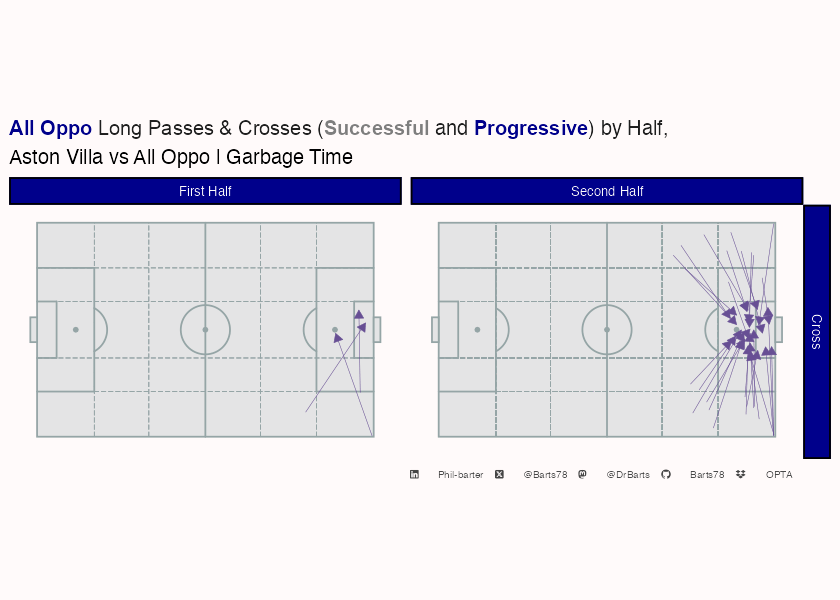 All Oppo Long Passes & Crosses (Successful and Progressive) by Half,
Aston Villa vs All Oppo | Garbage Time
First Half
Second Half
Cross
Phil-barter @Barts78 @DrBarts Barts78 OPTA